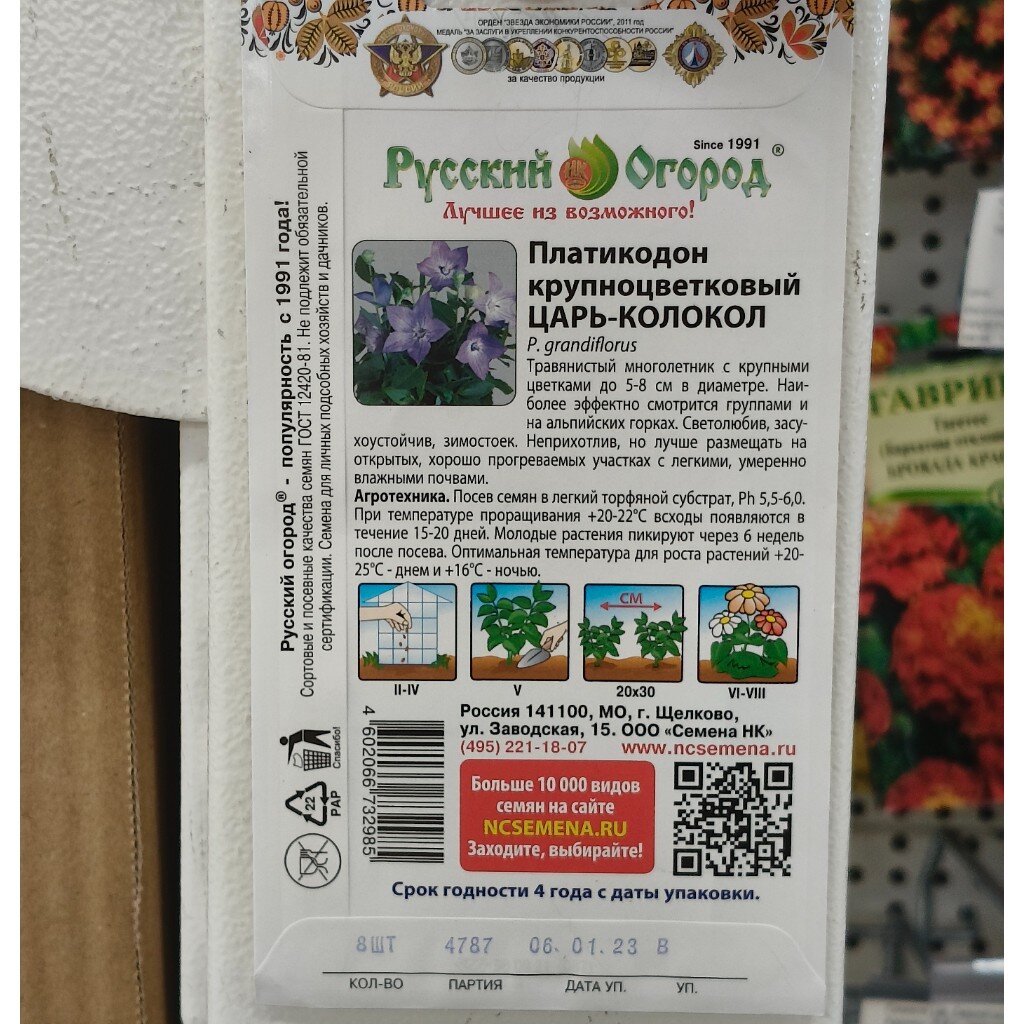 ОРДЕН "ЗВЕЗДА ЭКОНОМИКИ РОССИИ", 2011 год
МЕДАЛЬ "ЗА ЗАСЛУГИ В УКРЕПЛЕНИИ КОНКУРЕНТОСПОСОБНОСТИ РОССИИ"
за качество продукции
Since 1991
Русский Огород®
Лучшее из возможного!
Платикодон
крупноцветковый
ЦАРЬ-КОЛОКОЛ
P. grandiflorus
Травянистый многолетник с крупными
цветками до 5-8 см в диаметре. Наи-
более эффектно смотрится группами и
на альпийских горках. Светолюбив, засу-
хоустойчив, зимостоек. Неприхотлив, но лучше размещать на
открытых, хорошо прогреваемых участках с легкими, умеренно
влажными почвами.
Агротехника. Посев семян в легкий торфяной субстрат, Ph 5,5-6,0.
При температуре проращивания +20-22°С всходы появляются в
течение 15-20 дней. Молодые растения пикируют через 6 недель
после посева. Оптимальная температура для роста растений +20-
25°С - днем и +16°С - ночью.
СМ
II-IV V 20х30 VI-VIII
Россия 141100, МО, г. Щелково,
ул. Заводская, 15. ООО «Семена НК»
(495) 221-18-07 www.ncsemena.ru
Больше 10 000 видов
семян на сайте
NCSEMENA.RU
Заходите, выбирайте!
4 602066 732985
Срок годности 4 года с даты упаковки.
8ШТ 4787 06.01.23 В
КОЛ-ВО ПАРТИЯ ДАТА УП. УП.
Русский огород® - популярность с 1991 года!
Сортовые и посевные качества семян ГОСТ 12420-81. Не подлежит обязательной
сертификации. Семена для личных подсобных хозяйств и дачников.
Спасибо!
22
PAP
ГАВРИ